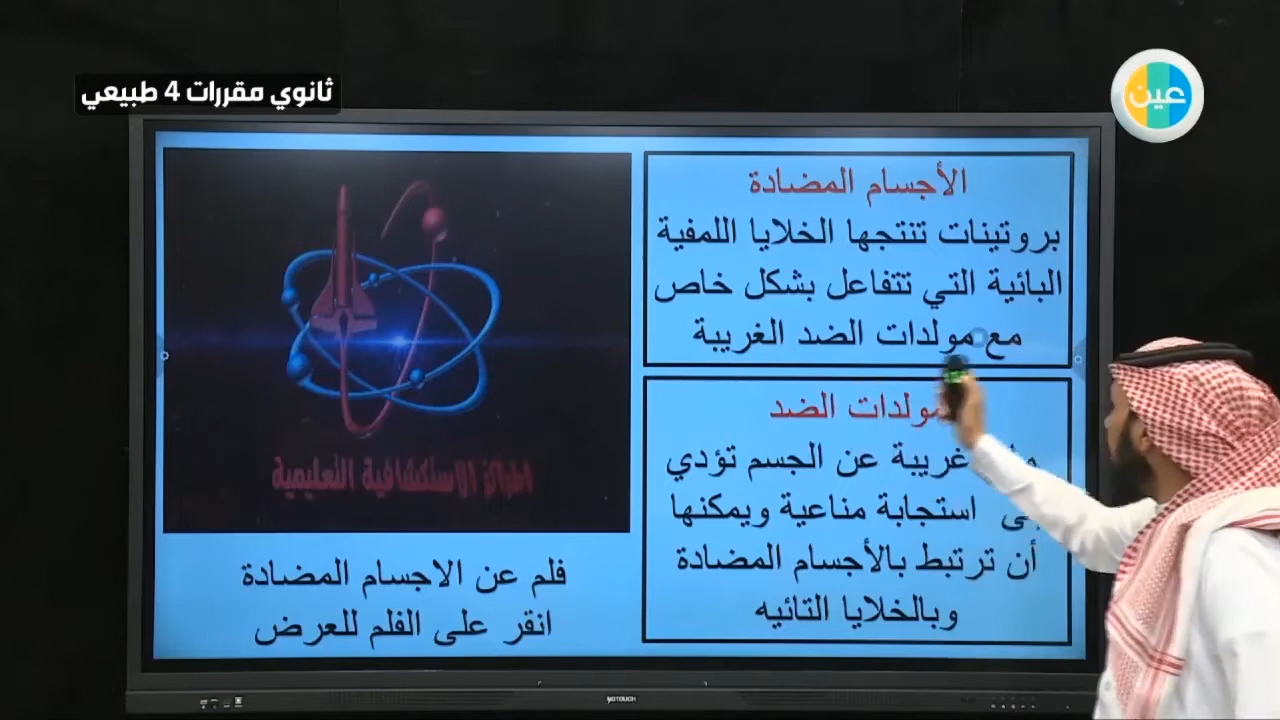 ثانوي مقررات 4 طبيعي
عين
الأجسام المضادة
بروتينات تنتجها الخلايا اللمفية
البائية التي تتفاعل بشكل خاص
مع مولدات الضد الغريبة
مولدات الضد
غريبة عن الجسم تؤدي
استجابة مناعية ويمكنها
أن ترتبط بالأجسام المضادة
وبالخلايا التائيه
الاستكشافية التعليمية
فلم عن الاجسام المضادة
انقر على الفلم للعرض